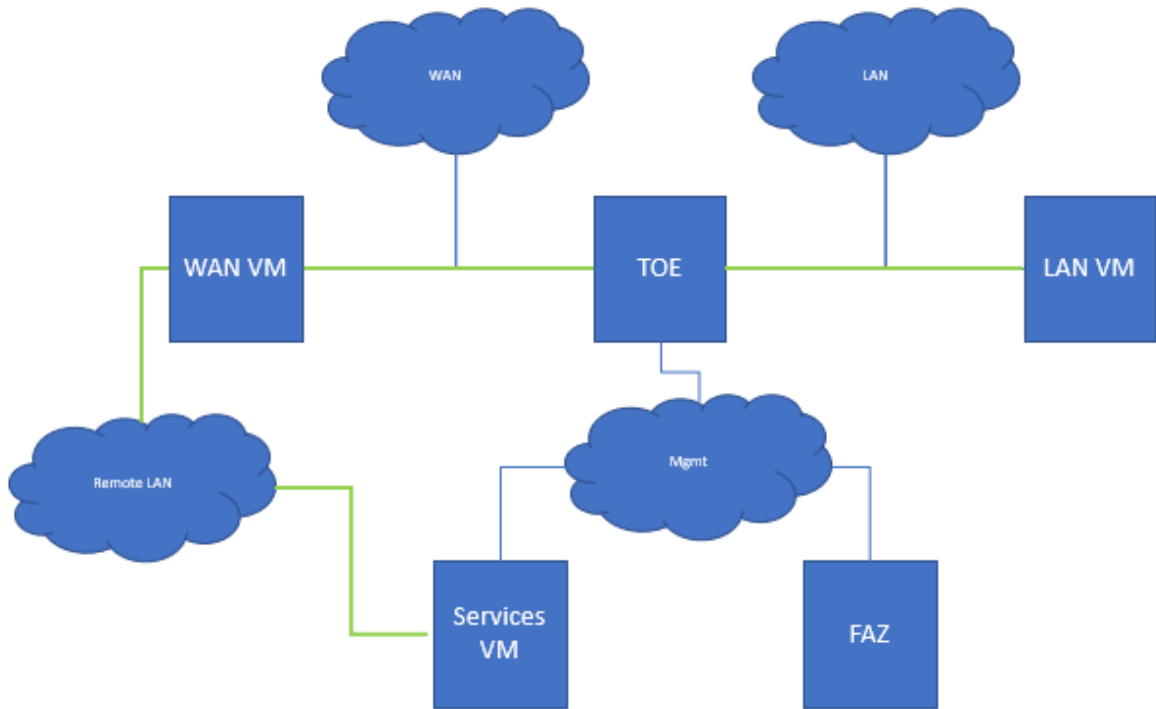 WAN
LAN
WAN VM
TOE
LAN VM
Remote LAN
Mgmt
Services
VM
FAZ